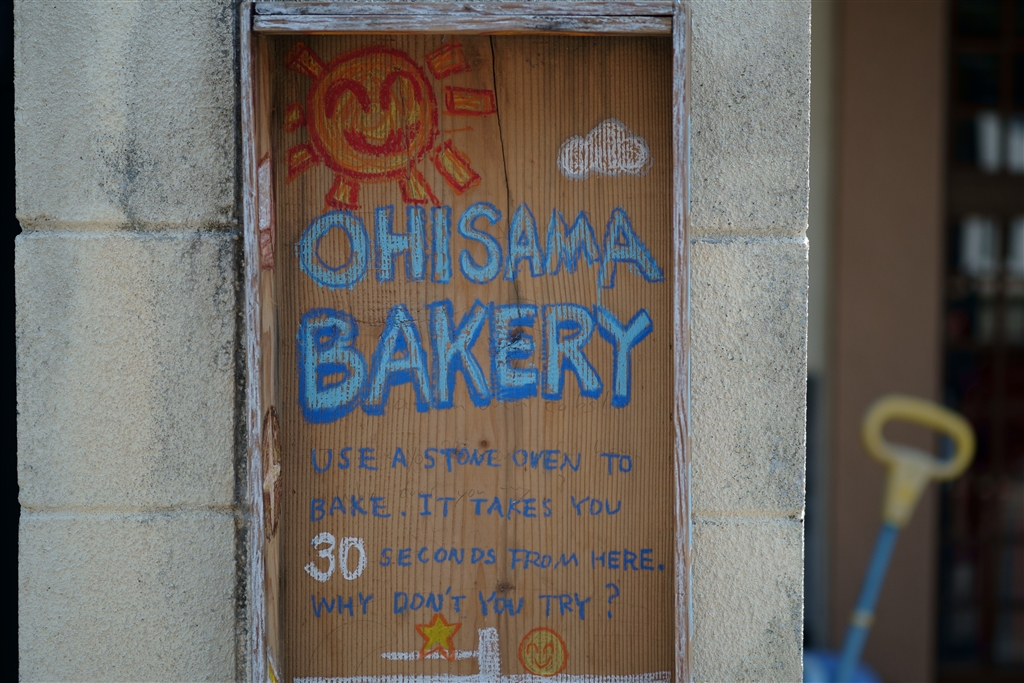 OHISAMA
BAKERY
USE A STONE OVEN TO
BAKE. IT TAKES YOU
30 SECONDS FROM HERE.
WHY DON'T YOU TRY?